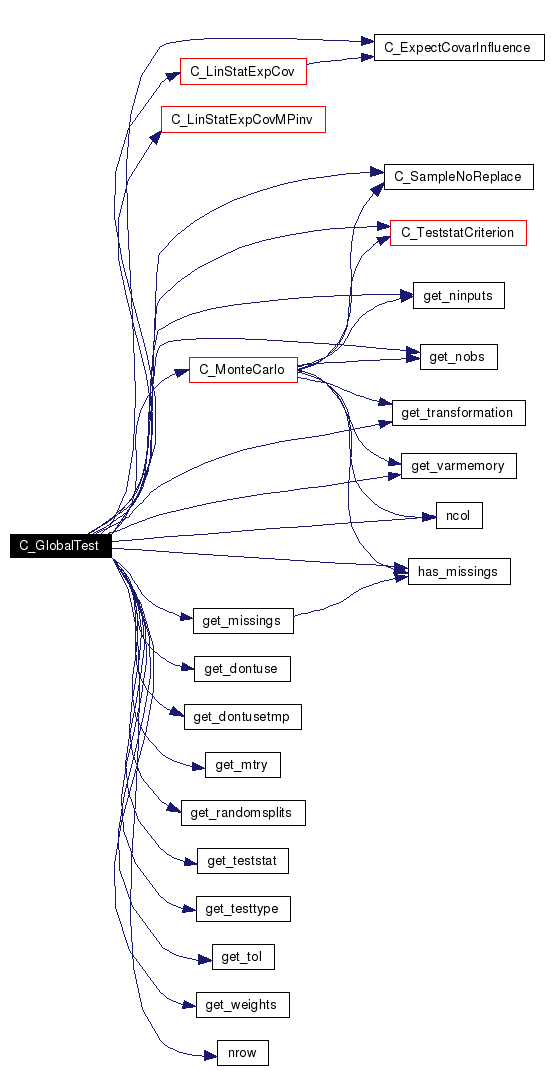 C_ExpectCovarInfluence
C_LinStatExpCov
C_LinStatExpCovMPinv
C_SampleNoReplace
C_TeststatCriterion
get_ninputs
get_nobs
C_MonteCarlo
get_transformation
get_varmemory
ncol
C_GlobalTest
has_missings
get_missings
get_dontuse
get_dontusetmp
get_mtry
get_randomsplits
get_teststat
get_testtype
get_tol
get_weights
nrow